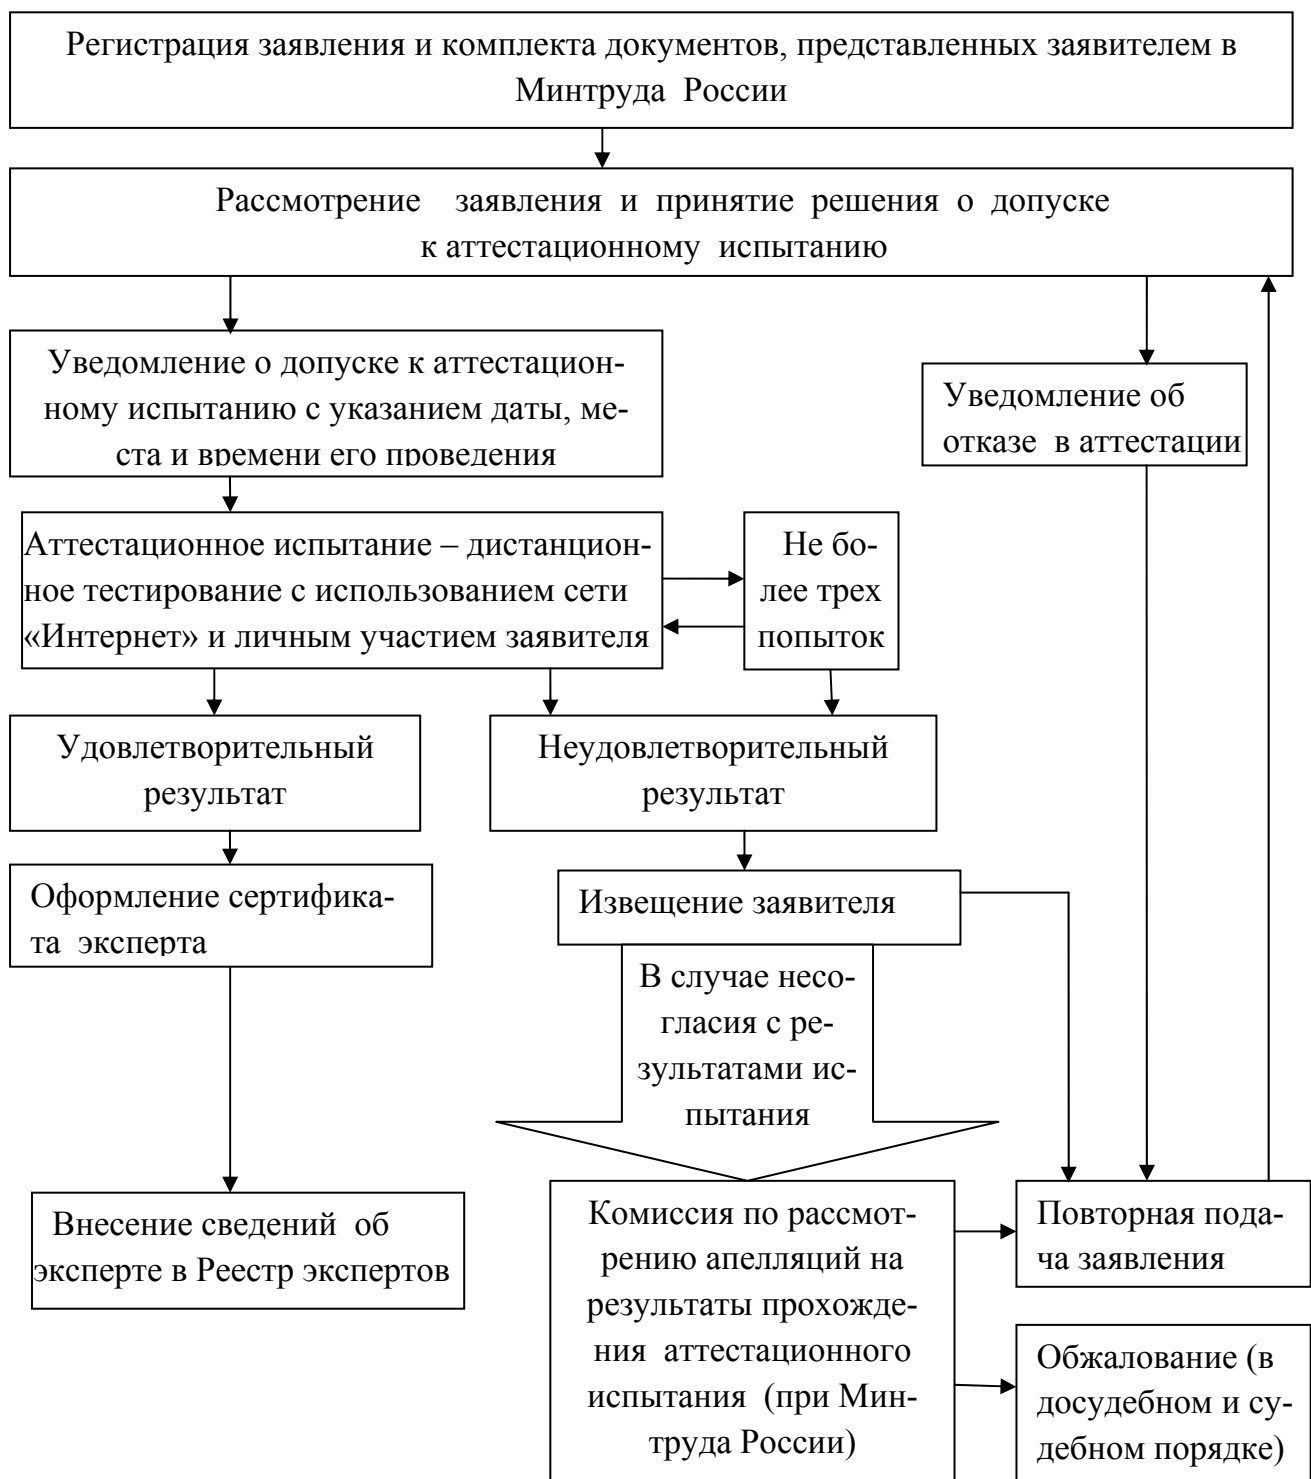 Регистрация заявления и комплекта документов, представленных заявителем в
Минтруда России
Рассмотрение заявления и принятие решения о допуске
к аттестационному испытанию
Уведомление о допуске к аттестацион-
ному испытанию с указанием даты, ме-
ста и времени его проведения
Уведомление об
отказе в аттестации
Аттестационное испытание – дистанцион-
ное тестирование с использованием сети
«Интернет» и личным участием заявителя
Не бо-
лее трех
попыток
Удовлетворительный
результат
Неудовлетворительный
результат
Оформление сертифика-
та эксперта
Извещение заявителя
В случае несо-
гласия с ре-
зультатами ис-
пытания
Внесение сведений об
эксперте в Реестр экспертов
Комиссия по рассмот-
рению апелляций на
результаты прохожде-
ния аттестационного
испытания (при Мин-
труда России)
Повторная пода-
ча заявления
Обжалование (в
досудебном и су-
дебном порядке)